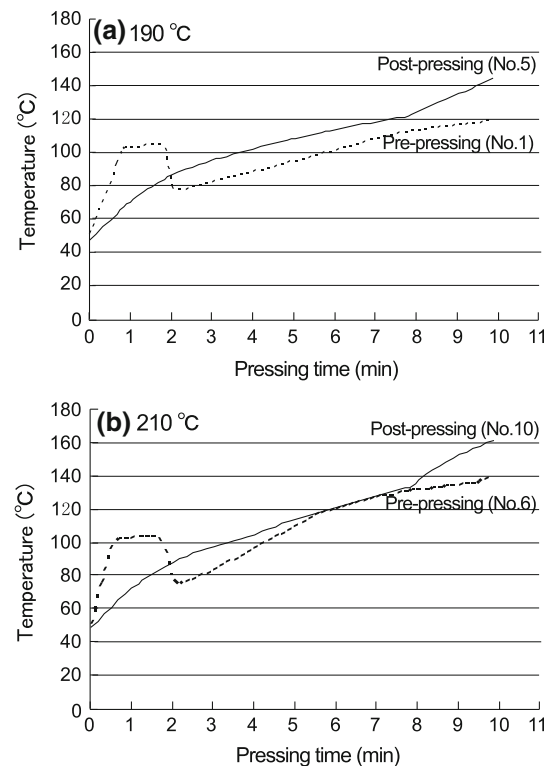 (a) 190 °C
180
160
140
120
100
80
60
40
20
0
Temperature (°C)
Post-pressing (No.5)
Pre-pressing (No.1)
0 1 2 3 4 5 6 7 8 9 10 11
Pressing time (min)
(b) 210 °C
180
160
140
120
100
80
60
40
20
0
Temperature (°C)
Post-pressing (No.10)
Pre-pressing (No.6)
0 1 2 3 4 5 6 7 8 9 10 11
Pressing time (min)